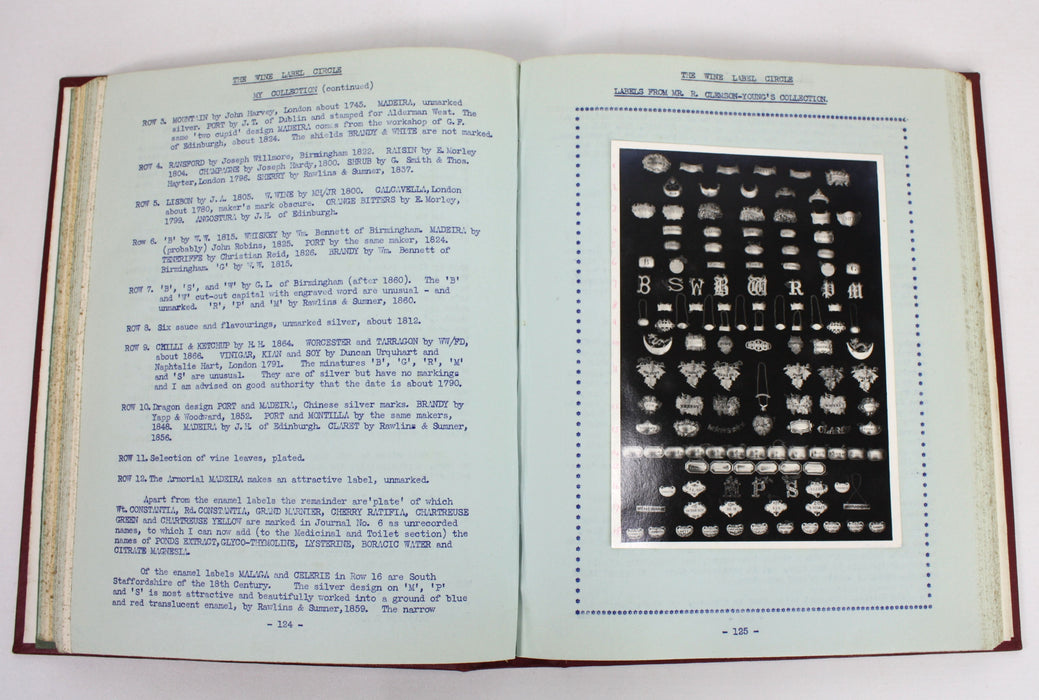 THE WINE LABEL CIRCLE
MY COLLECTION (continued)
ROW 3. MOUNTAIN by John Harvey, London about 1745. MADEIRA, unmarked
silver. PORT by J.T. of Dublin and stamped for Alderman West. The
same 'two cupid' design MADEIRA comes from the workshop of G.F.
of Edinburgh, about 1824. The shields BRANDY & WHITE are not marked.
ROW 4. RANSFORD by Joseph Willmore, Birmingham 1822. RAISIN by E. Morley
1804. CHAMPAGNE by Joseph Hardy, 1800. SHRUB by G. Smith & Thos.
Hayter, London 1796. SHERRY by Rawlins & Sumner, 1857.
ROW 5. LISBON by J.A. 1805. W.WINE by MH/JR 1800. CALCAVELLA, London
about 1780, maker's mark obscure. ORANGE BITTERS by E. Morley,
1799. ANGOSTURA by J.H. of Edinburgh.
ROW 6. 'B' by W.W. 1815. WHISKEY by Wm. Bennett of Birmingham. MADEIRA by
(probably) John Robins, 1825. PORT by the same maker, 1824.
TENERIFFE by Christian Reid, 1826. BRANDY by Wm. Bennett of
Birmingham. 'G' by W.W. 1815.
ROW 7. 'B', 'S', and 'W' by G.L. of Birmingham (after 1860). The 'B'
and 'W' cut-out capital with engraved word are unusual - and
unmarked. 'R', 'P' and 'M' by Rawlins & Sumner, 1860.
ROW 8. Six sauce and flavourings, unmarked silver, about 1812.
ROW 9. CHILLI & KETCHUP by H.H. 1864. WORCESTER and TARRAGON by WW/FD,
about 1866. VINIGAR, KIAN and SOY by Duncan Urquhart and
Naphtalie Hart, London 1791. The minatures 'B', 'G', 'R', 'M'
and 'S' are unusual. They are of silver but have no markings
and I am advised on good authority that the date is about 1790.
ROW 10. Dragon design PORT and MADEIRA, Chinese silver marks. BRANDY by
Yapp & Woodward, 1852. PORT and MONTILLA by the same makers,
1848. MADEIRA by J.H. of Edinburgh. CLARET by Rawlins & Sumner,
1856.
ROW 11. Selection of vine leaves, plated.
ROW 12. The Armorial MADEIRA makes an attractive label, unmarked.
Apart from the enamel labels the remainder are 'plate' of which
Wt. CONSTANTIA, Rd. CONSTANTIA, GRAND MARNIER, CHERRY RATIFIA, CHARTREUSE
GREEN and CHARTREUSE YELLOW are marked in Journal No. 6 as unrecorded
names, to which I can now add (to the Medicinal and Toilet section) the
names of PONDS EXTRACT, GLYCO-THYMOLINE, LYSTERINE, BORACIC WATER and
CITRATE MAGNESIA.
Of the enamel labels MALAGA and CELERIE in Row 16 are South
Staffordshire of the 18th Century. The silver design on 'M', 'P'
and 'S' is most attractive and beautifully worked into a ground of blue
and red translucent enamel, by Rawlins & Sumner, 1859. The narrow
- 124 -
THE WINE LABEL CIRCLE
LABELS FROM MR. R. CLEMSON-YOUNG'S COLLECTION.
B G
B S W B W R P M
CLARET
M P S
- 125 -